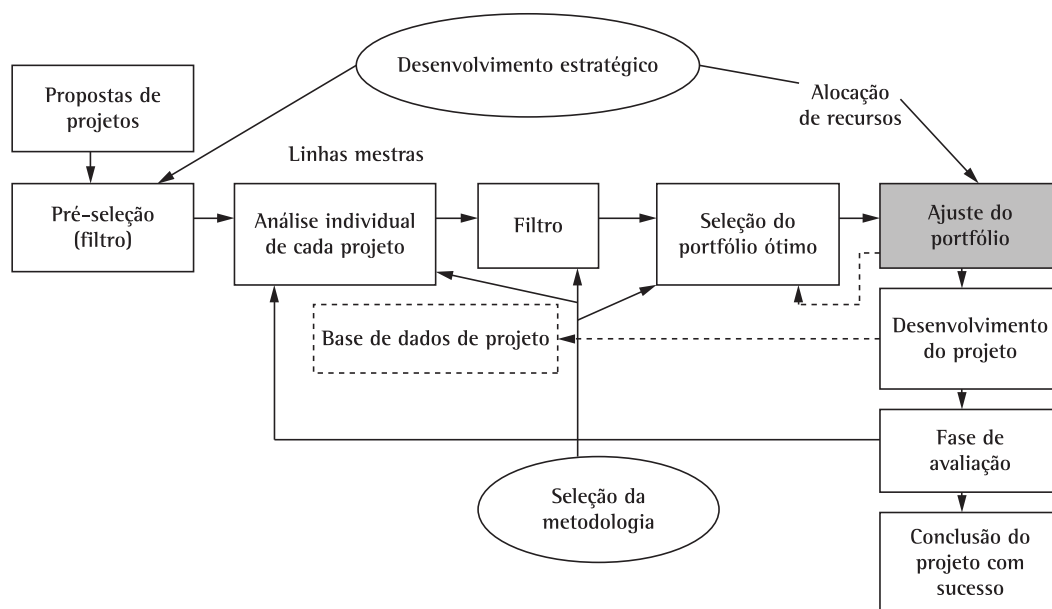 Desenvolvimento estratégico
Propostas de
projetos
Alocação
de recursos
Linhas mestras
Pré-seleção
(filtro)
Análise individual
de cada projeto
Filtro
Seleção do
portfólio ótimo
Ajuste do
portfólio
Base de dados de projeto
Desenvolvimento
do projeto
Fase de
avaliação
Seleção da
metodologia
Conclusão do
projeto com
sucesso